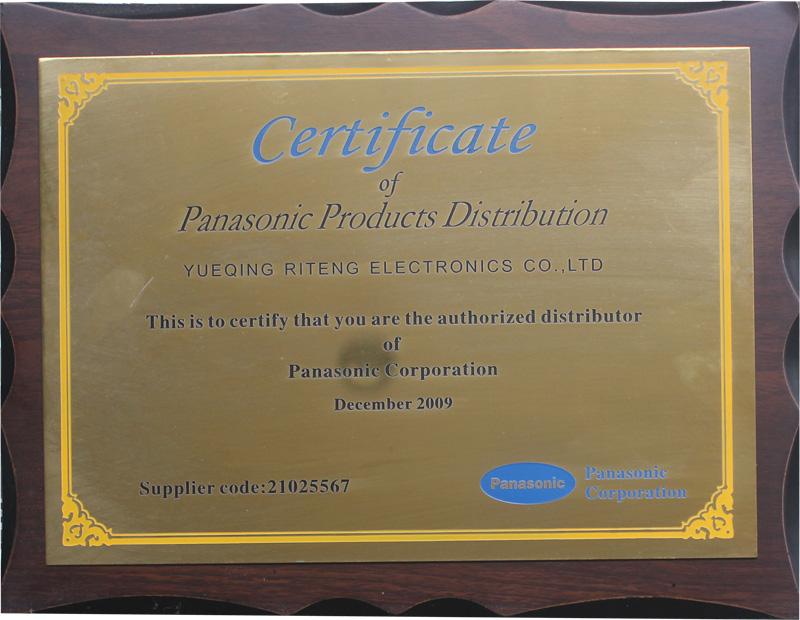 Certificate
of
Panasonic Products Distribution
YUEQING RITENG ELECTRONICS CO.,LTD
This is to certify that you are the authorized distributor
of
Panasonic Corporation
December 2009
Supplier code:21025567
Panasonic
Panasonic
Corporation